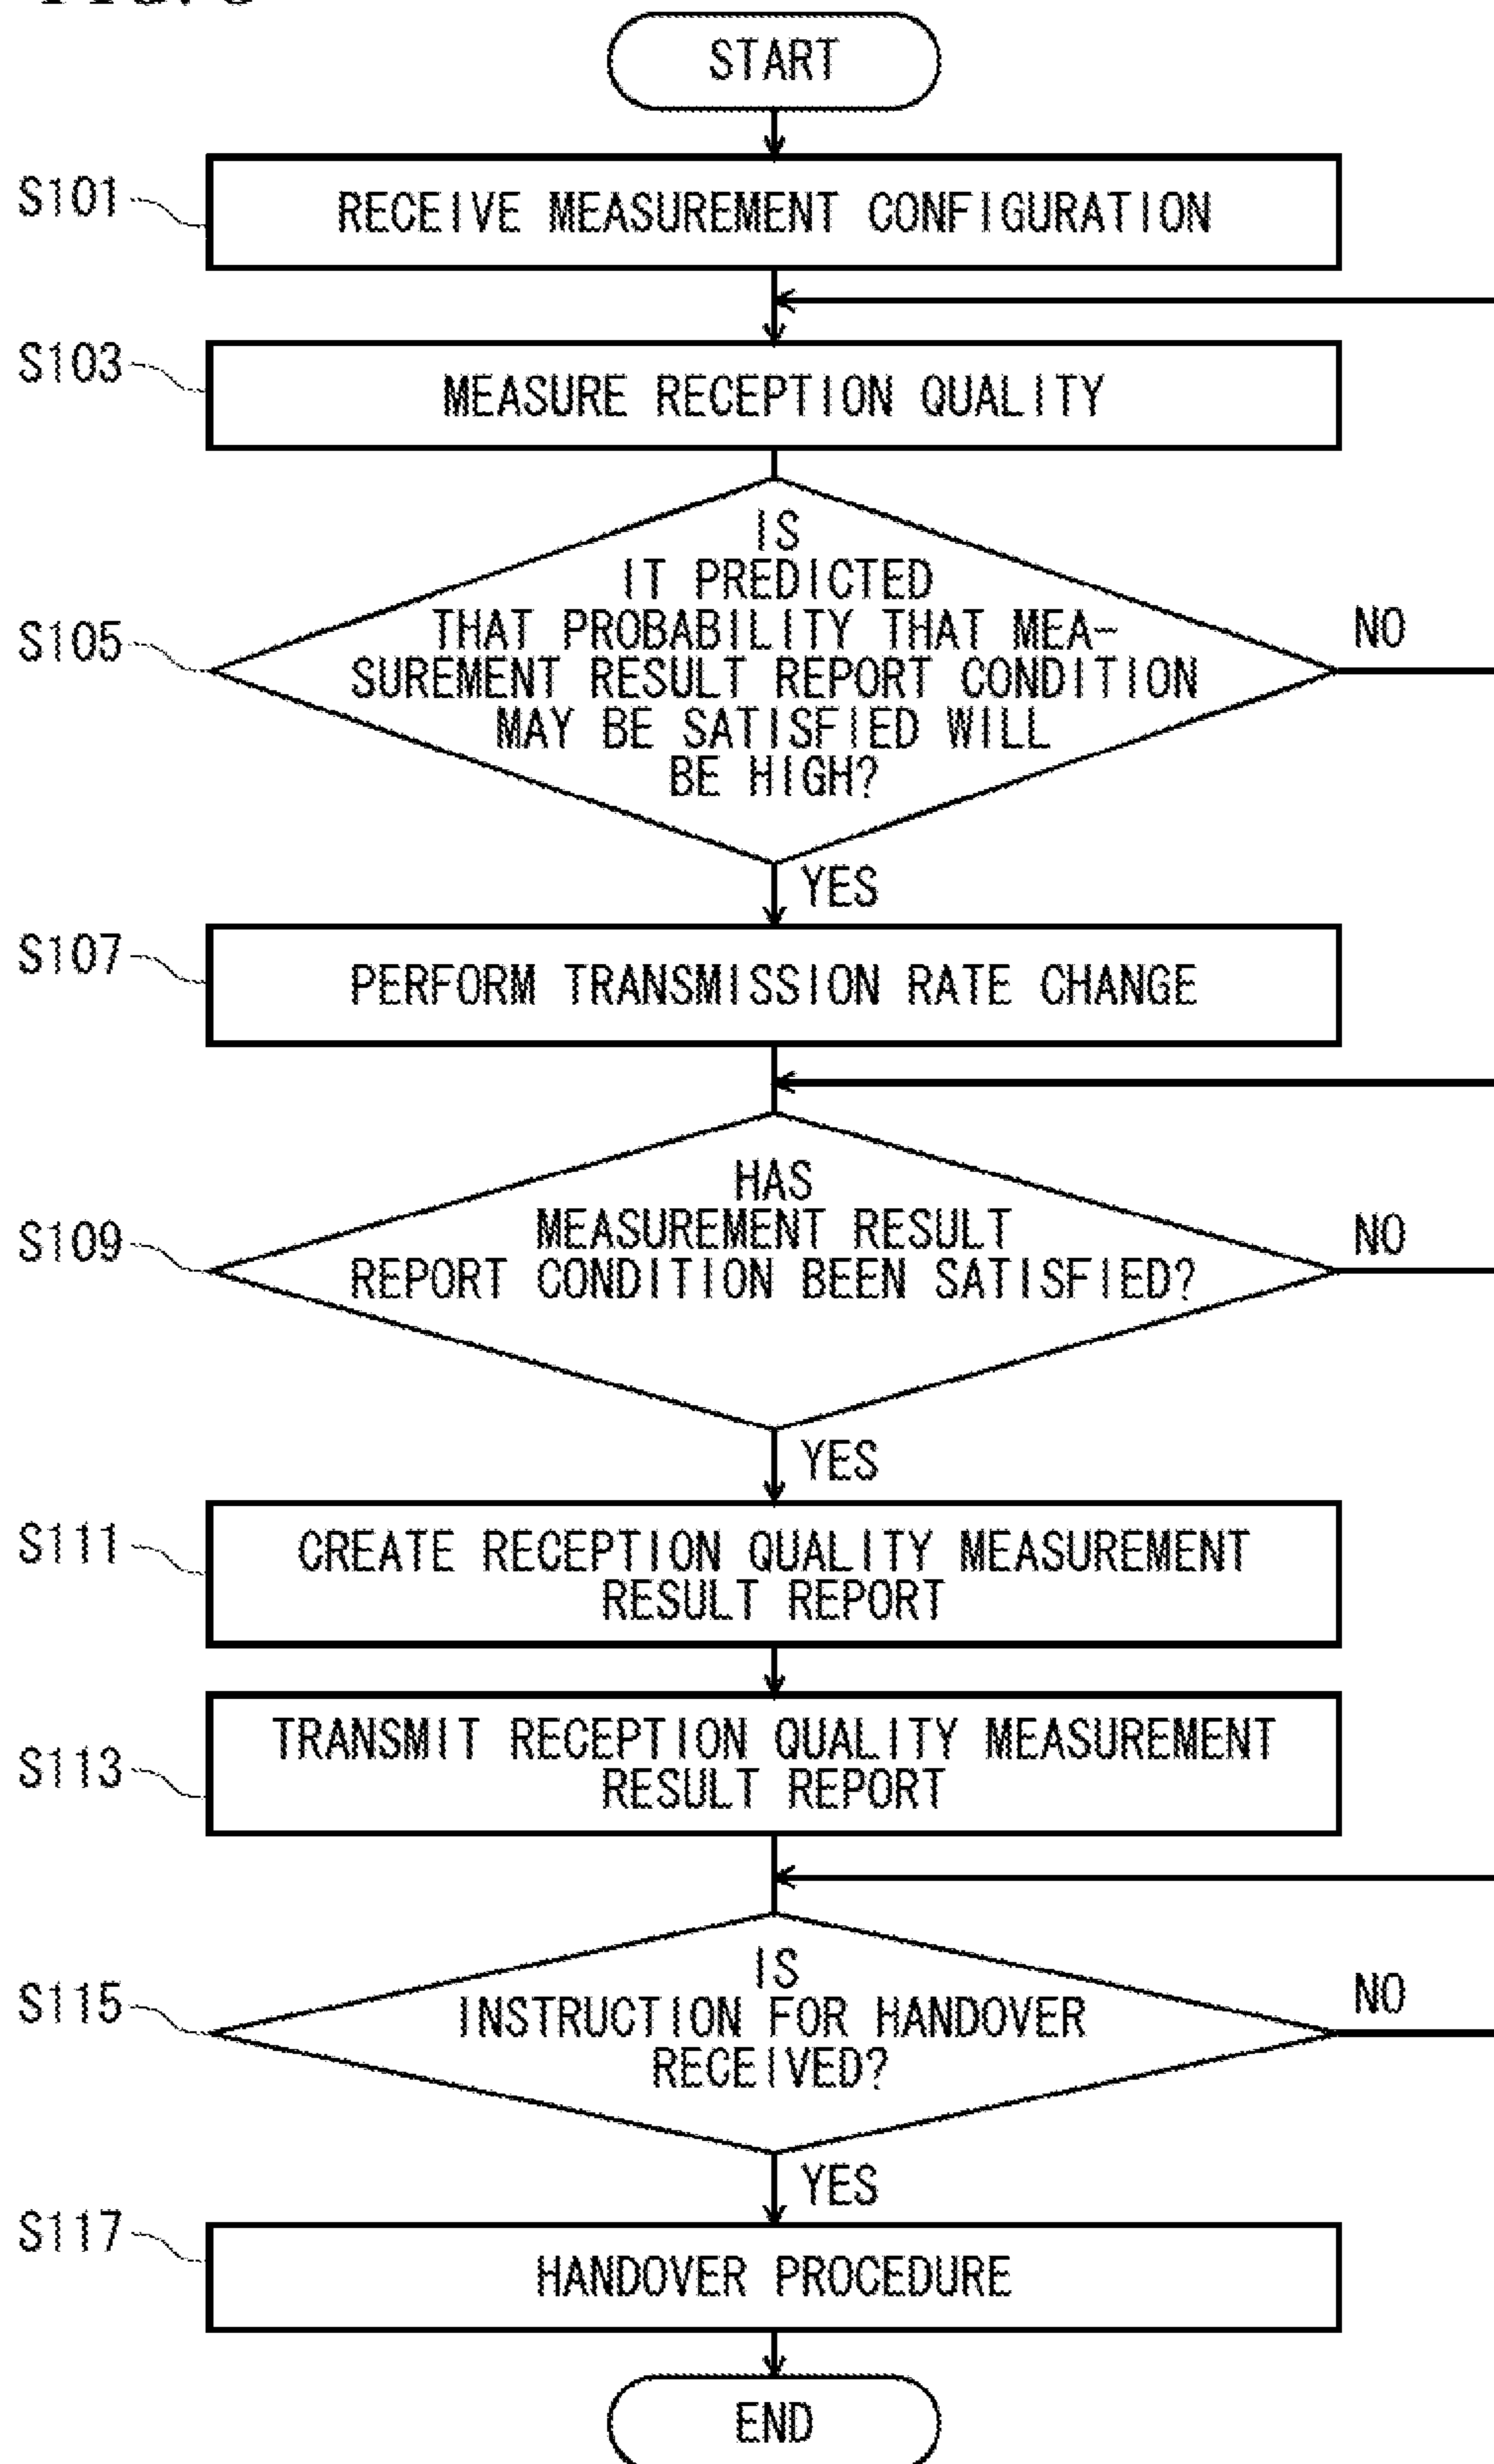 START
S101
RECEIVE MEASUREMENT CONFIGURATION
S103
MEASURE RECEPTION QUALITY
S105
IS
IT PREDICTED
THAT PROBABILITY THAT MEA-
SUREMENT RESULT REPORT CONDITION
MAY BE SATISFIED WILL
BE HIGH?
NO
YES
S107
PERFORM TRANSMISSION RATE CHANGE
S109
HAS
MEASUREMENT RESULT
REPORT CONDITION BEEN SATISFIED?
NO
YES
S111
CREATE RECEPTION QUALITY MEASUREMENT
RESULT REPORT
S113
TRANSMIT RECEPTION QUALITY MEASUREMENT
RESULT REPORT
S115
IS
INSTRUCTION FOR HANDOVER
RECEIVED?
NO
YES
S117
HANDOVER PROCEDURE
END